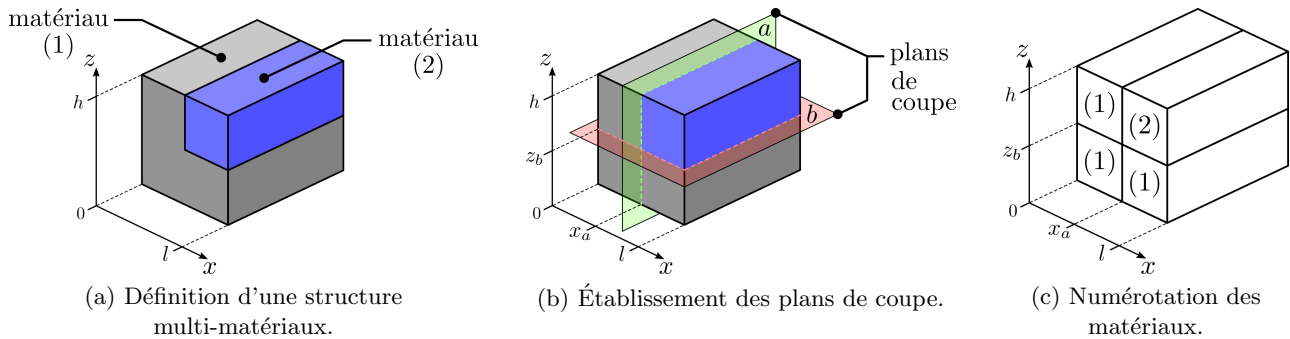 matériau
(1)
matériau
(2)
z
h
0
l
x
(a) Définition d'une structure
multi-matériaux.
a
b
plans
de
coupe
z
h
z_b
0
x_a
l
x
(b) Établissement des plans de coupe.
z
h
z_b
0
x_a
l
x
(1)
(2)
(1)
(1)
(c) Numérotation des
matériaux.